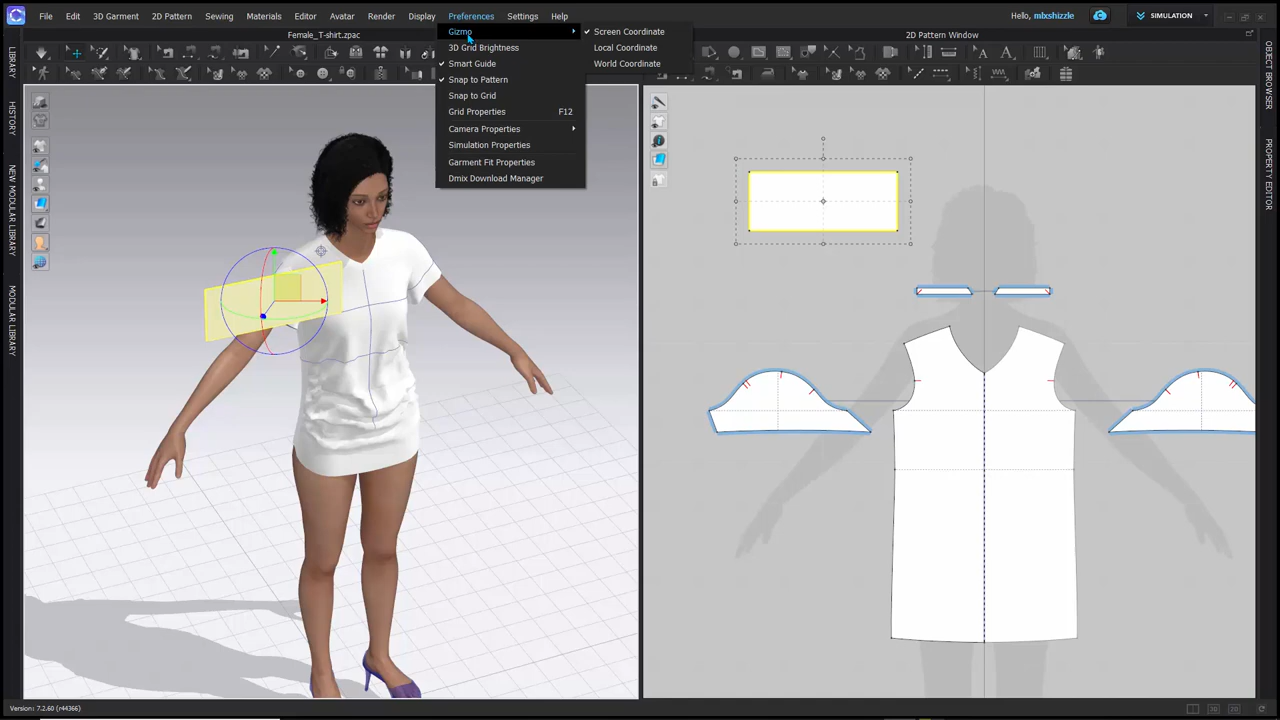 File Edit 3D Garment 2D Pattern Sewing Materials Editor Avatar Render Display Preferences Settings Help
Hello, mlxshizzle
SIMULATION
Female_T-shirt.zpac
2D Pattern Window
Gizmo
3D Grid Brightness
Smart Guide
Snap to Pattern
Snap to Grid
Grid Properties F12
Camera Properties
Simulation Properties
Garment Fit Properties
Dmix Download Manager
Screen Coordinate
Local Coordinate
World Coordinate
LIBRARY
HISTORY
NEW MODULAR LIBRARY
MODULAR LIBRARY
OBJECT BROWSER
PROPERTY EDITOR
Version: 7.2.60 (r44366)
3D
2D